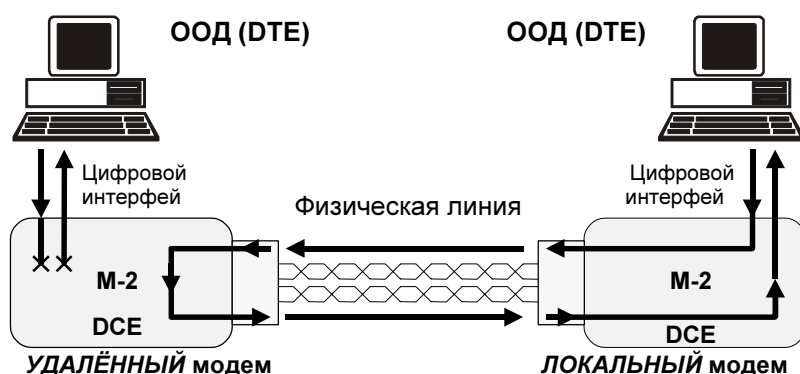 ООД (DTE)
ООД (DTE)
Цифровой
интерфей
Цифровой
интерфей
Физическая линия
М-2
М-2
DCE
DCE
УДАЛЁННЫЙ модем
ЛОКАЛЬНЫЙ модем